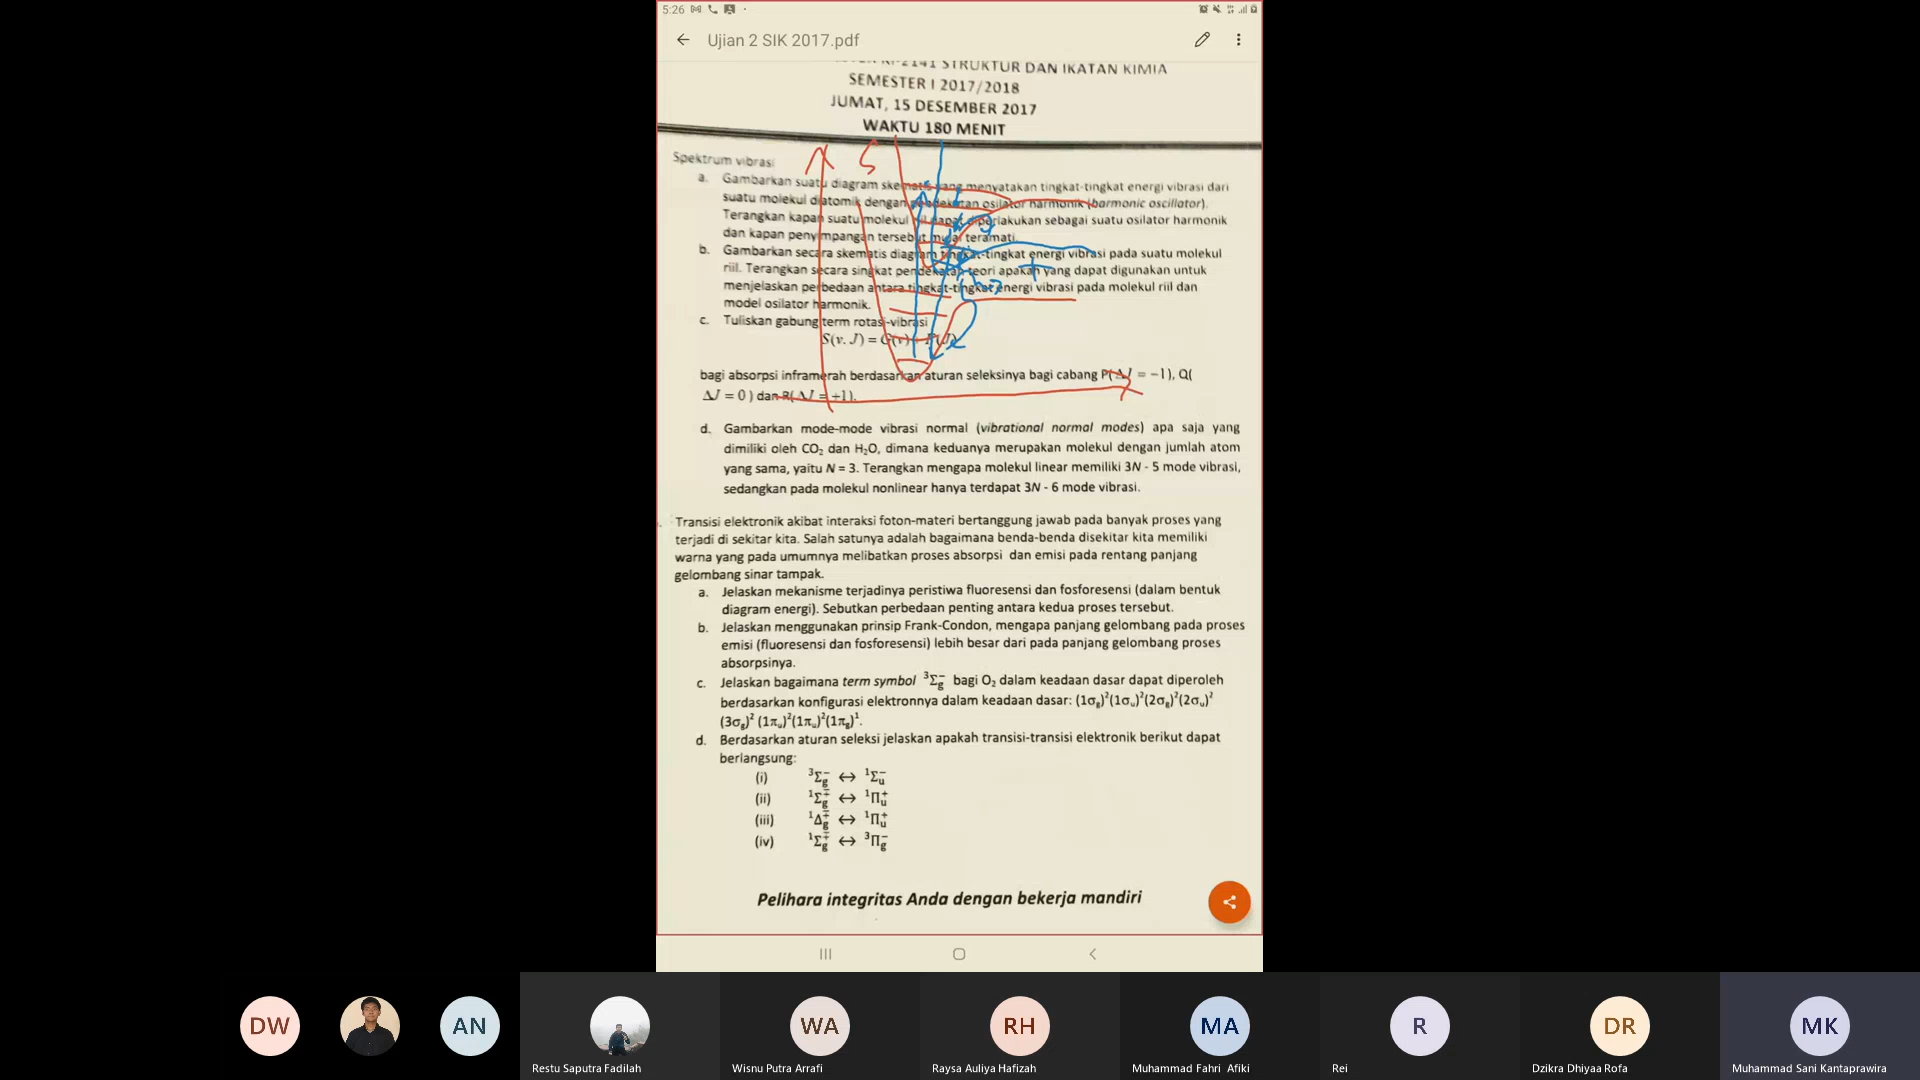 5:26
Ujian 2 SIK 2017.pdf
KI-2141 STRUKTUR DAN IKATAN KIMIA
SEMESTER I 2017/2018
JUMAT, 15 DESEMBER 2017
WAKTU 180 MENIT
Spektrum vibrasi
a. Gambarkan suatu diagram skematis yang menyatakan tingkat-tingkat energi vibrasi dari
suatu molekul diatomik dengan pendekatan osilator harmonik (harmonic oscillator).
Terangkan kapan suatu molekul riil dapat diperlakukan sebagai suatu osilator harmonik
dan kapan penyimpangan tersebut mulai teramati.
b. Gambarkan secara skematis diagram tingkat-tingkat energi vibrasi pada suatu molekul
riil. Terangkan secara singkat pendekatan teori apakah yang dapat digunakan untuk
menjelaskan perbedaan antara tingkat-tingkat energi vibrasi pada molekul riil dan
model osilator harmonik.
c. Tuliskan gabung term rotasi-vibrasi
S(v. J) = G(v) + F(J)
bagi absorpsi inframerah berdasarkan aturan seleksinya bagi cabang P(ΔJ = −1), Q(
ΔJ = 0 ) dan R( ΔJ = +1).
d. Gambarkan mode-mode vibrasi normal (vibrational normal modes) apa saja yang
dimiliki oleh CO₂ dan H₂O, dimana keduanya merupakan molekul dengan jumlah atom
yang sama, yaitu N = 3. Terangkan mengapa molekul linear memiliki 3N - 5 mode vibrasi,
sedangkan pada molekul nonlinear hanya terdapat 3N - 6 mode vibrasi.
Transisi elektronik akibat interaksi foton-materi bertanggung jawab pada banyak proses yang
terjadi di sekitar kita. Salah satunya adalah bagaimana benda-benda disekitar kita memiliki
warna yang pada umumnya melibatkan proses absorpsi dan emisi pada rentang panjang
gelombang sinar tampak.
a. Jelaskan mekanisme terjadinya peristiwa fluoresensi dan fosforesensi (dalam bentuk
diagram energi). Sebutkan perbedaan penting antara kedua proses tersebut.
b. Jelaskan menggunakan prinsip Frank-Condon, mengapa panjang gelombang pada proses
emisi (fluoresensi dan fosforesensi) lebih besar dari pada panjang gelombang proses
absorpsinya.
c. Jelaskan bagaimana term symbol ³Σg⁻ bagi O₂ dalam keadaan dasar dapat diperoleh
berdasarkan konfigurasi elektronnya dalam keadaan dasar: (1σg)²(1σu)²(2σg)²(2σu)²
(3σg)² (1πu)²(1πu)²(1πg)¹.
d. Berdasarkan aturan seleksi jelaskan apakah transisi-transisi elektronik berikut dapat
berlangsung:
(i) ³Σg⁻ ↔ ¹Σu⁻
(ii) ¹Σg⁺ ↔ ¹Πu⁺
(iii) ¹Δg⁺ ↔ ¹Πu⁺
(iv) ¹Σg⁺ ↔ ³Πg⁻
Pelihara integritas Anda dengan bekerja mandiri
DW AN WA RH MA R DR MK
Restu Saputra Fadilah Wisnu Putra Arrafi Raysa Auliya Hafizah Muhammad Fahri Afiki Rei Dzikra Dhiyaa Rofa Muhammad Sani Kantaprawira